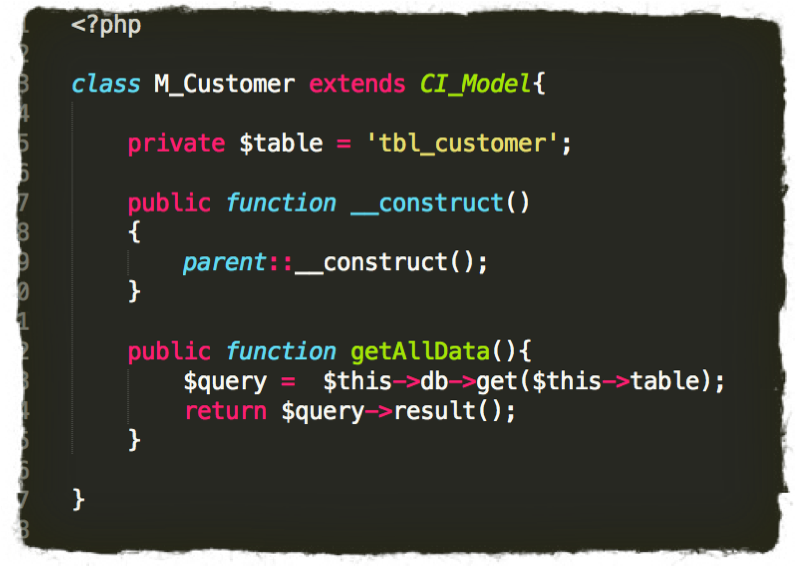 <?php
class M_Customer extends CI_Model{
private $table = 'tbl_customer';
public function __construct()
{
parent::__construct();
}
public function getAllData(){
$query =  $this->db->get($this->table);
return $query->result();
}
}